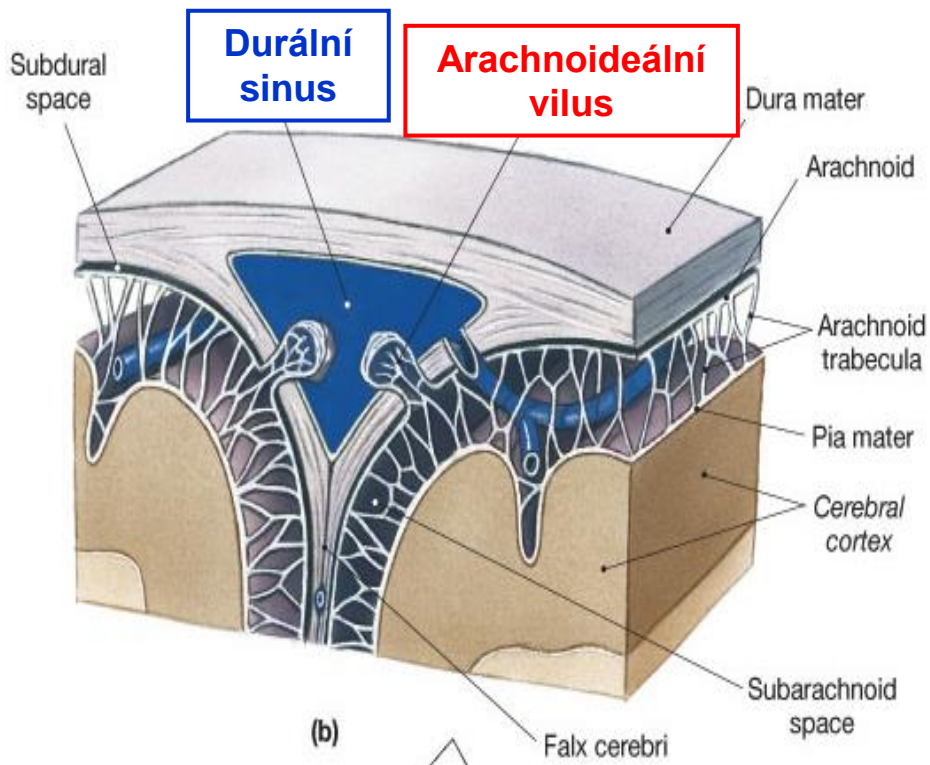 Durální
sinus
Arachnoideální
vilus
Subdural
space
Dura mater
Arachnoid
Arachnoid
trabecula
Pia mater
Cerebral
cortex
Subarachnoid
space
(b)
Falx cerebri